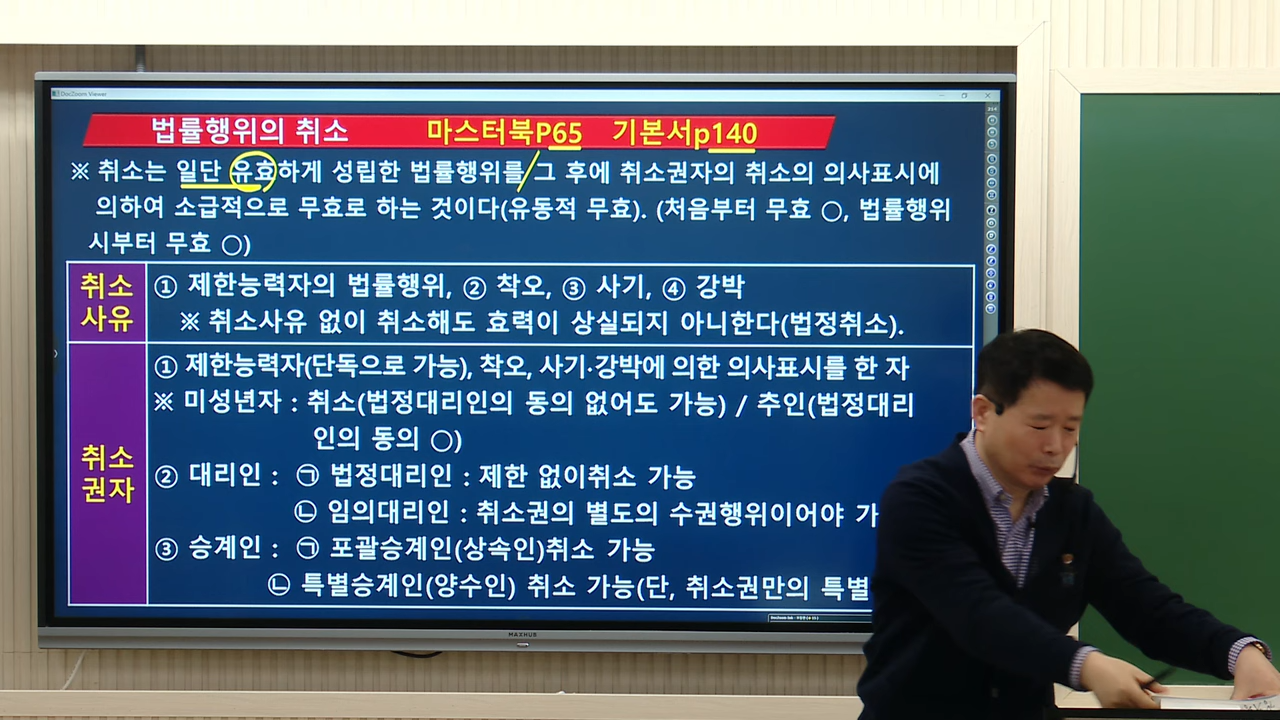 DocZoom Viewer
법률행위의 취소 마스터북P65 기본서p140
※ 취소는 일단 유효하게 성립한 법률행위를/그 후에 취소권자의 취소의 의사표시에
의하여 소급적으로 무효로 하는 것이다(유동적 무효). (처음부터 무효 ○, 법률행위
시부터 무효 ○)
취소
사유
① 제한능력자의 법률행위, ② 착오, ③ 사기, ④ 강박
※ 취소사유 없이 취소해도 효력이 상실되지 아니한다(법정취소).
취소
권자
① 제한능력자(단독으로 가능), 착오, 사기·강박에 의한 의사표시를 한 자
※ 미성년자 : 취소(법정대리인의 동의 없어도 가능) / 추인(법정대리
인의 동의 ○)
② 대리인 : ㉠ 법정대리인 : 제한 없이취소 가능
㉡ 임의대리인 : 취소권의 별도의 수권행위이어야 가
③ 승계인 : ㉠ 포괄승계인(상속인)취소 가능
㉡ 특별승계인(양수인) 취소 가능(단, 취소권만의 특별
MAXHUB